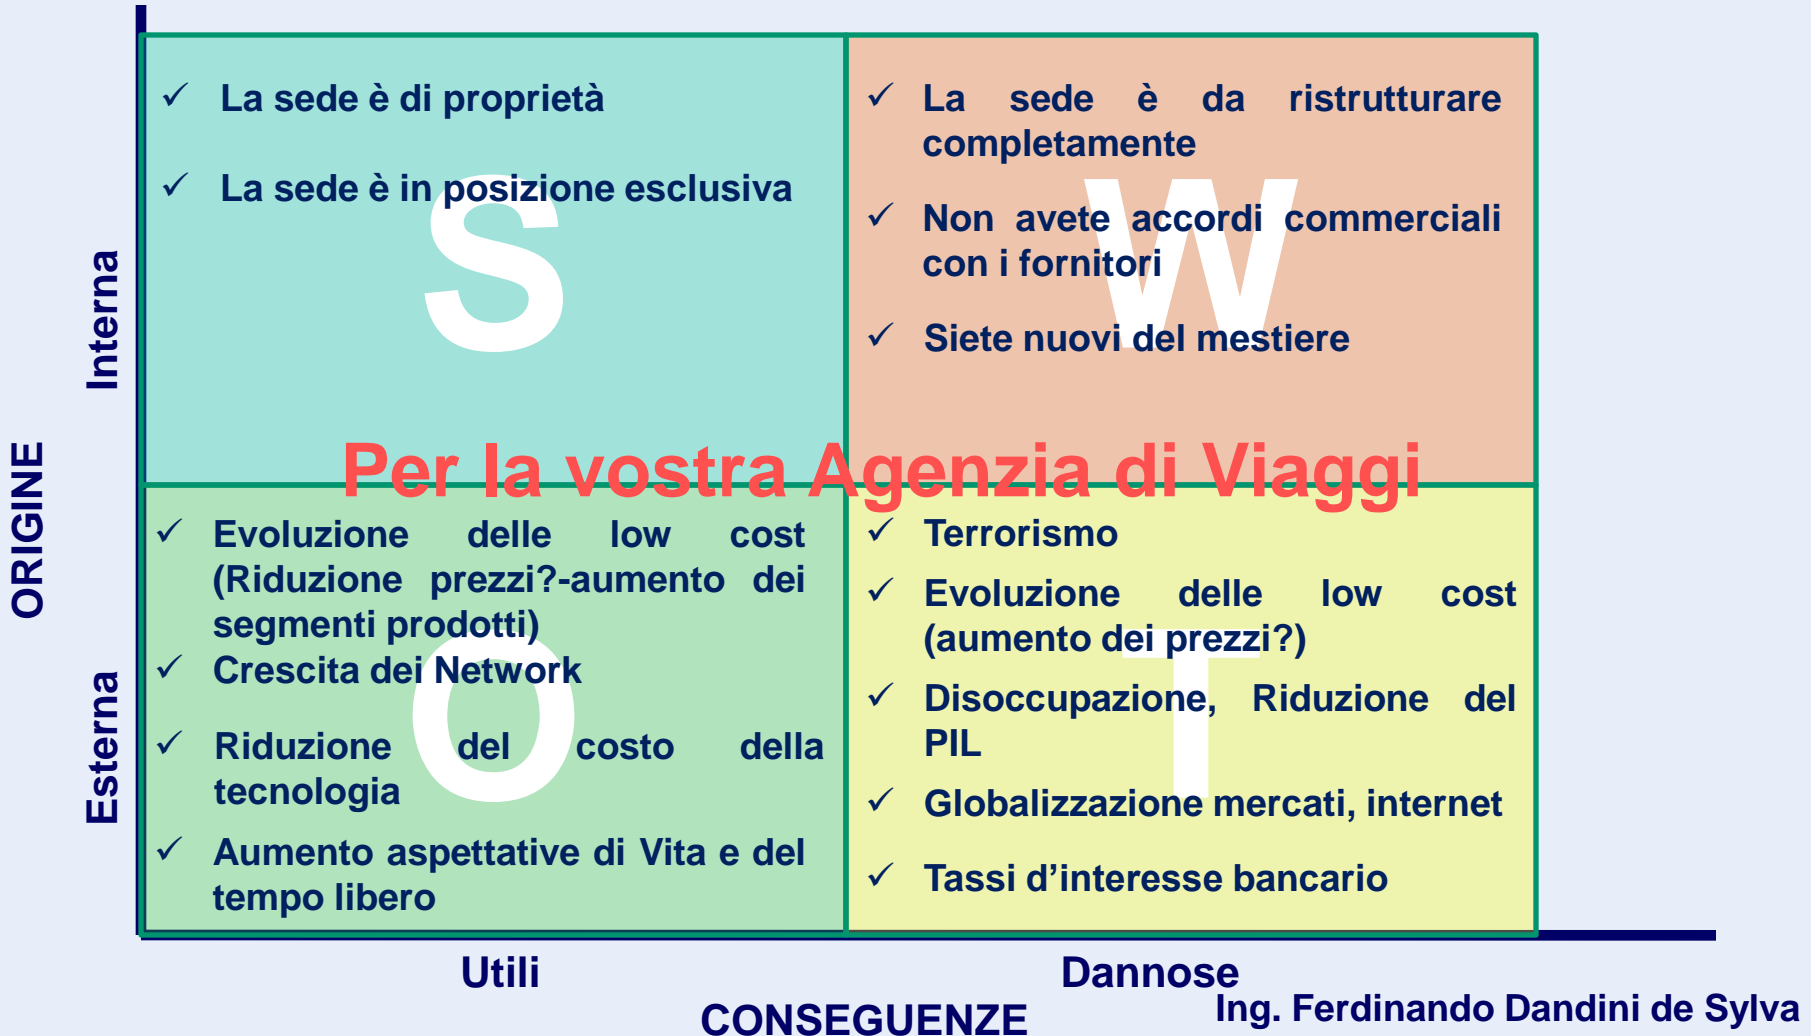 ORIGINE
Interna
Esterna
✓ La sede è di proprietà
✓ La sede è in posizione esclusiva
S
✓ La sede è da ristrutturare
completamente
✓ Non avete accordi commerciali
con i fornitori
✓ Siete nuovi del mestiere
W
Per la vostra Agenzia di Viaggi
✓ Evoluzione delle low cost
(Riduzione prezzi?-aumento dei
segmenti prodotti)
✓ Crescita dei Network
✓ Riduzione del costo della
tecnologia
✓ Aumento aspettative di Vita e del
tempo libero
O
✓ Terrorismo
✓ Evoluzione delle low cost
(aumento dei prezzi?)
✓ Disoccupazione, Riduzione del
PIL
✓ Globalizzazione mercati, internet
✓ Tassi d’interesse bancario
T
Utili
Dannose
CONSEGUENZE
Ing. Ferdinando Dandini de Sylva